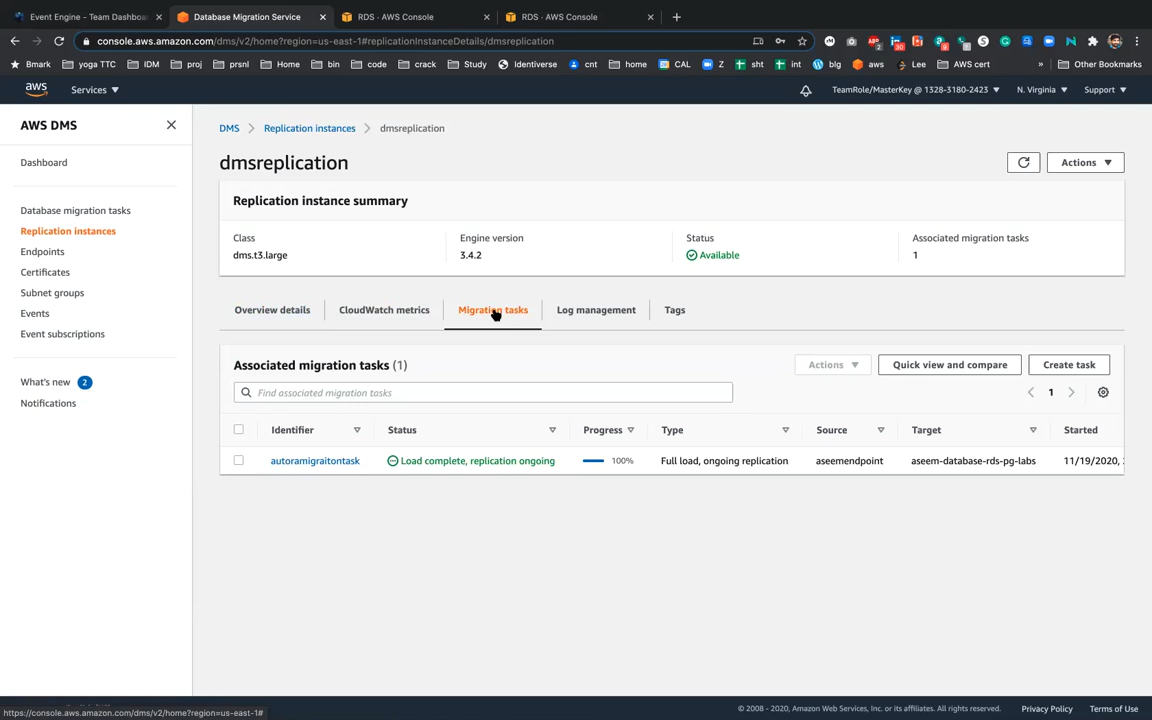 Event Engine - Team Dashboa
Database Migration Service
RDS · AWS Console
RDS · AWS Console
console.aws.amazon.com/dms/v2/home?region=us-east-1#replicationInstanceDetails/dmsreplication
Bmark
yoga TTC
IDM
proj
prsnl
Home
bin
code
crack
Study
Identiverse
cnt
home
CAL
Z
sht
int
blg
aws
Lee
AWS cert
»
Other Bookmarks
aws
Services
TeamRole/MasterKey @ 1328-3180-2423
N. Virginia
Support
AWS DMS
Dashboard
Database migration tasks
Replication instances
Endpoints
Certificates
Subnet groups
Events
Event subscriptions
What's new 2
Notifications
DMS > Replication instances > dmsreplication
dmsreplication
Actions
Replication instance summary
Class
dms.t3.large
Engine version
3.4.2
Status
Available
Associated migration tasks
1
Overview details
CloudWatch metrics
Migration tasks
Log management
Tags
Associated migration tasks (1)
Actions
Quick view and compare
Create task
Find associated migration tasks
1
Identifier Status Progress Type Source Target Started
autoramigraitontask Load complete, replication ongoing 100% Full load, ongoing replication aseemendpoint aseem-database-rds-pg-labs 11/19/2020,
https://console.aws.amazon.com/dms/v2/home?region=us-east-1#
© 2008 - 2020, Amazon Web Services, Inc. or its affiliates. All rights reserved.
Privacy Policy
Terms of Use